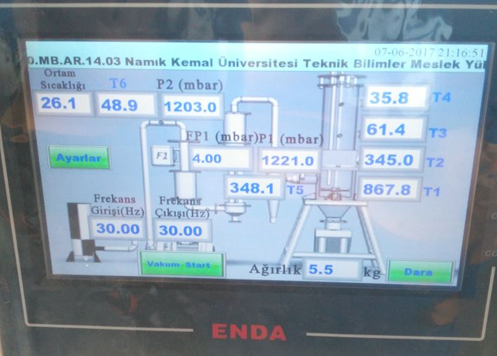 07-06-2017 21:16:51
0.MB.AR.14.03 Namık Kemal Üniversitesi Teknik Bilimler Meslek Yük
Ortam
Sıcaklığı
26.1
T6
48.9
P2 (mbar)
1203.0
35.8 T4
61.4 T3
345.0 T2
867.8 T1
Ayarlar
F1
FP1 (mbar)
4.00
P1 (mbar)
1221.0
348.1 T5
Frekans
Girişi(Hz)
30.00
Frekans
Çıkışı(Hz)
30.00
Vakum Start
Ağırlık 5.5 kg
Dara
ENDA